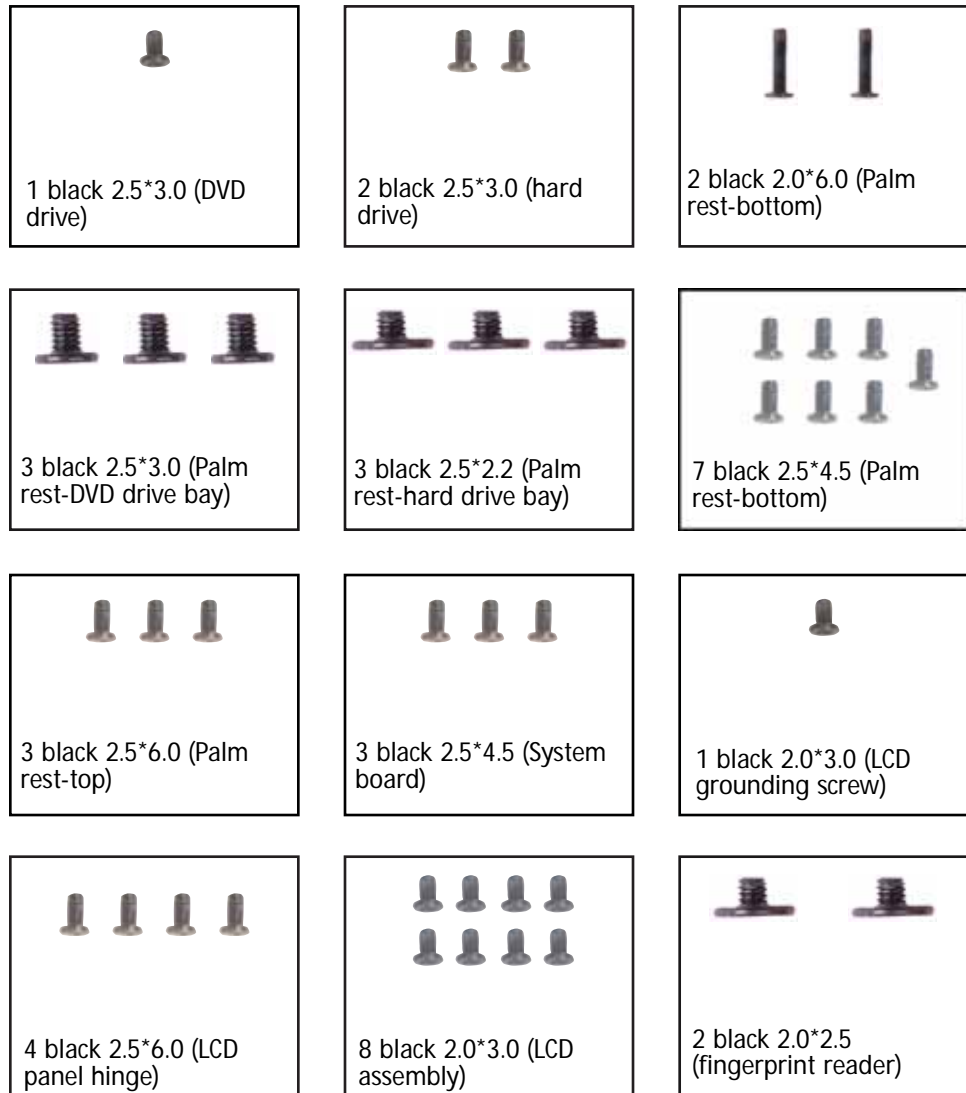 1 black 2.5*3.0 (DVD
drive)
2 black 2.5*3.0 (hard
drive)
2 black 2.0*6.0 (Palm
rest-bottom)
3 black 2.5*3.0 (Palm
rest-DVD drive bay)
3 black 2.5*2.2 (Palm
rest-hard drive bay)
7 black 2.5*4.5 (Palm
rest-bottom)
3 black 2.5*6.0 (Palm
rest-top)
3 black 2.5*4.5 (System
board)
1 black 2.0*3.0 (LCD
grounding screw)
4 black 2.5*6.0 (LCD
panel hinge)
8 black 2.0*3.0 (LCD
assembly)
2 black 2.0*2.5
(fingerprint reader)